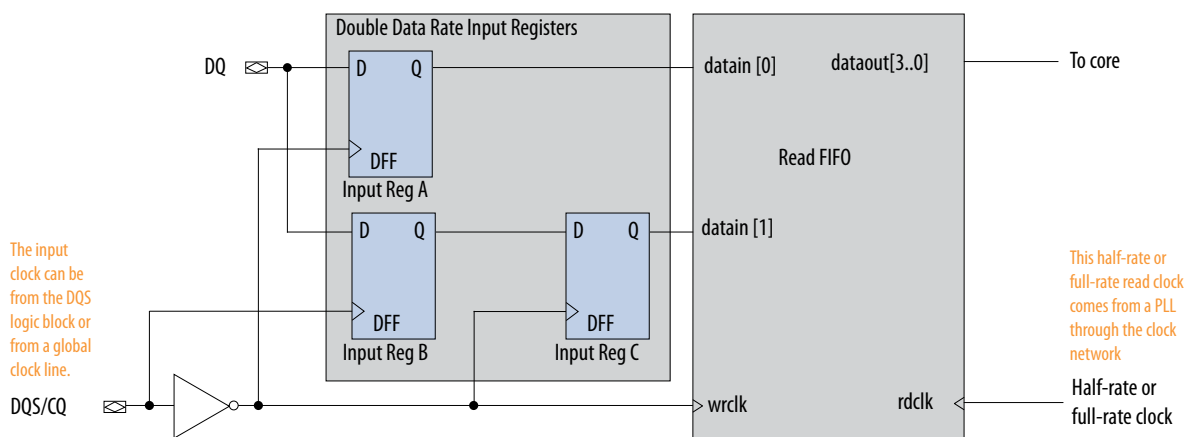 Double Data Rate Input Registers
DQ
D Q
datain [0]
dataout[3..0]
To core
DFF
Input Reg A
Read FIFO
D Q
D Q
datain [1]
The input
clock can be
from the DQS
logic block or
from a global
clock line.
DFF
Input Reg B
DFF
Input Reg C
This half-rate or
full-rate read clock
comes from a PLL
through the clock
network
DQS/CQ
wrclk
rdclk
Half-rate or
full-rate clock